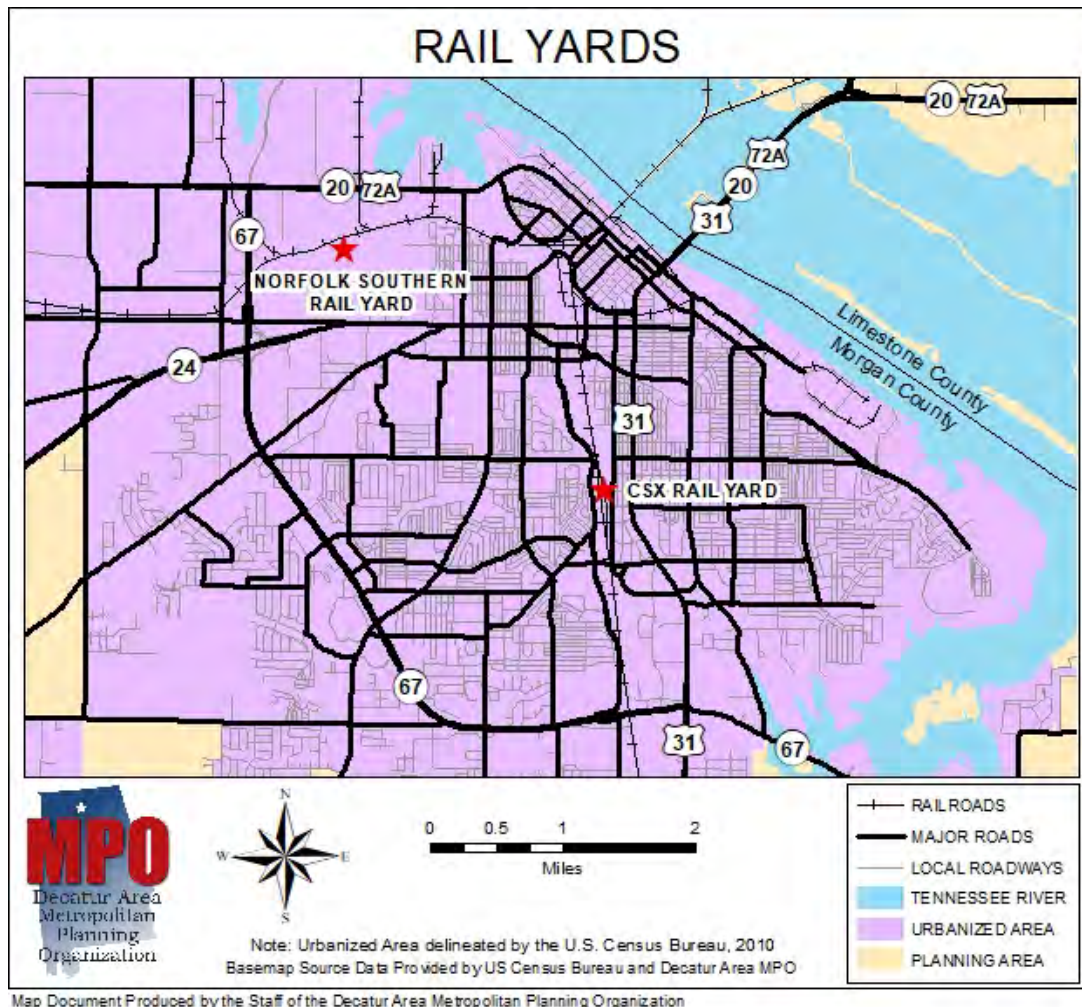 RAIL YARDS
20 72A
20 72A
72A
20
31
67
NORFOLK SOUTHERN
RAIL YARD
Limestone County
Morgan County
24
31
CSX RAIL YARD
67
31
67
MPO
Decatur Area
Metropolitan
Planning
Organization
N
W E
S
0 0.5 1 2
Miles
RAILROADS
MAJOR ROADS
LOCAL ROADWAYS
TENNESSEE RIVER
URBANIZED AREA
PLANNING AREA
Note: Urbanized Area delineated by the U.S. Census Bureau, 2010
Basemap Source Data Provided by US Census Bureau and Decatur Area MPO
Map Document Produced by the Staff of the Decatur Area Metropolitan Planning Organization